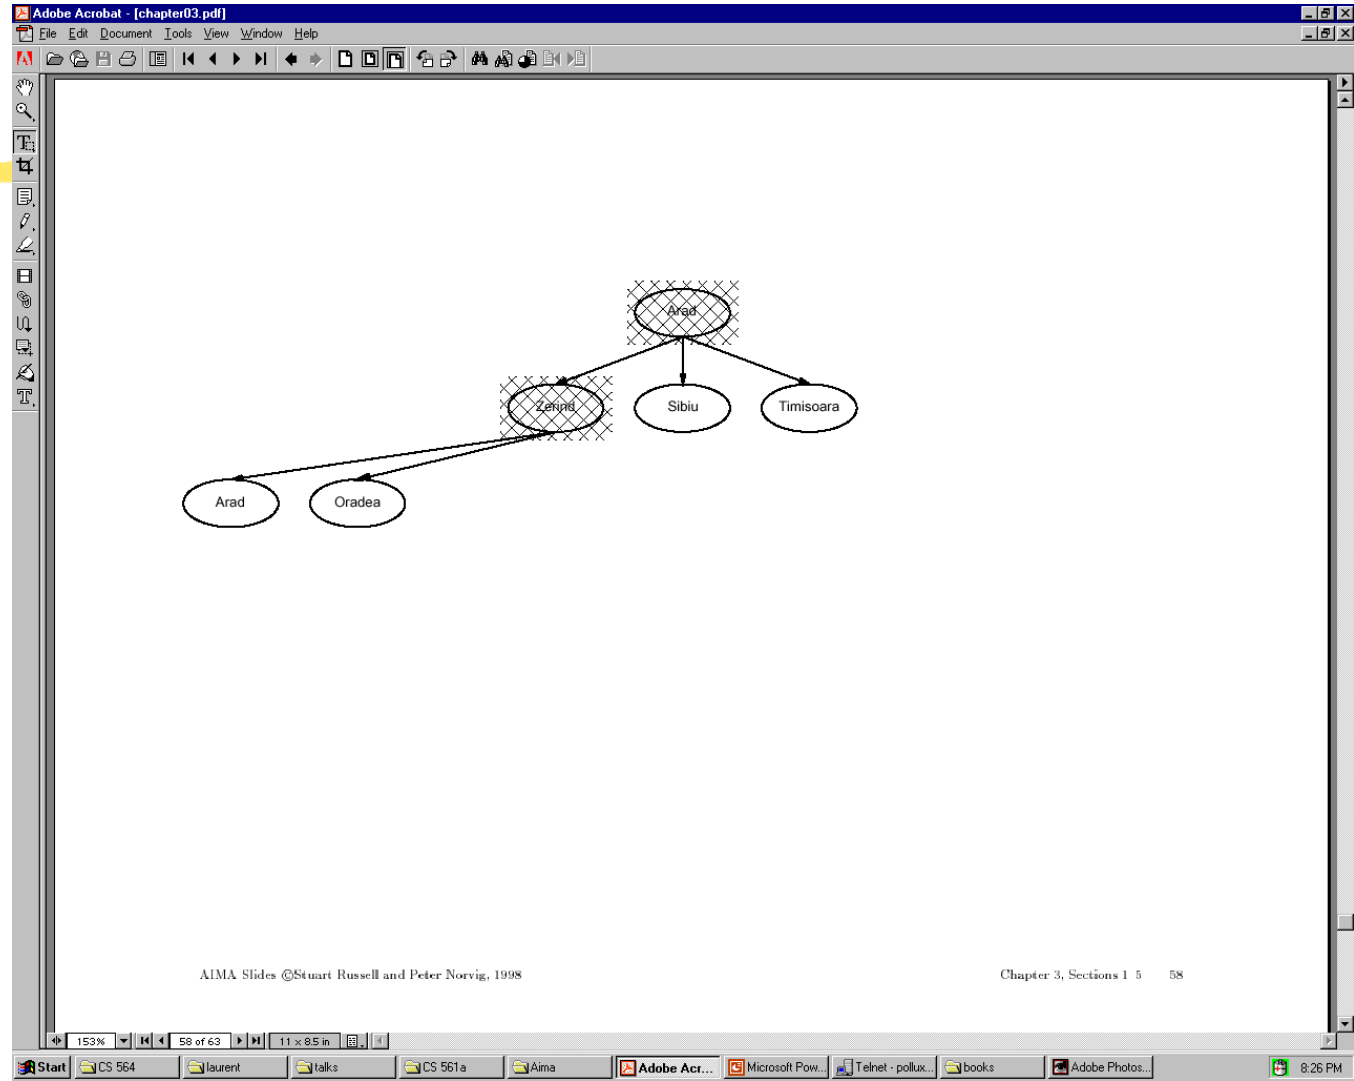 Adobe Acrobat - [chapter03.pdf]
File Edit Document Tools View Window Help
Arad
Zerind Sibiu Timisoara
Arad Oradea
AIMA Slides ©Stuart Russell and Peter Norvig, 1998 Chapter 3, Sections 1 5 58
153% 58 of 63 11 x 8.5 in
Start CS 564 laurent talks CS 561a Aima Adobe Acr... Microsoft Pow... Telnet - pollux... books Adobe Photos... 8:26 PM